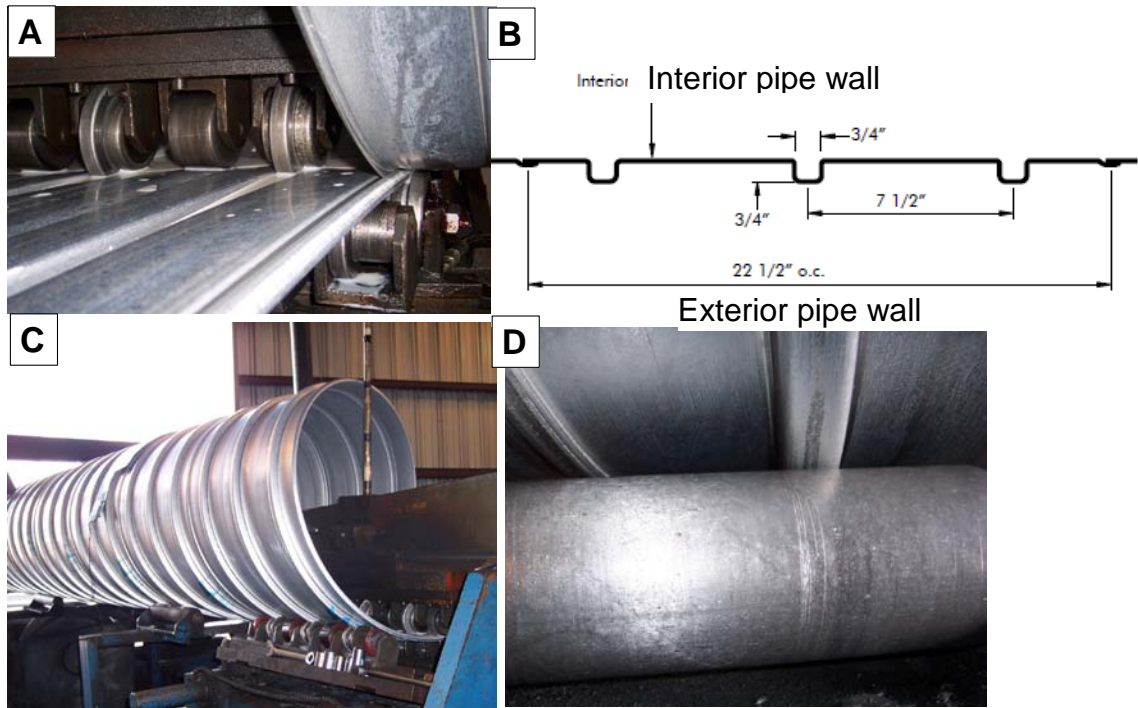 A
B
Interior Interior pipe wall
3/4"
3/4"
7 1/2"
22 1/2" o.c.
Exterior pipe wall
C
D